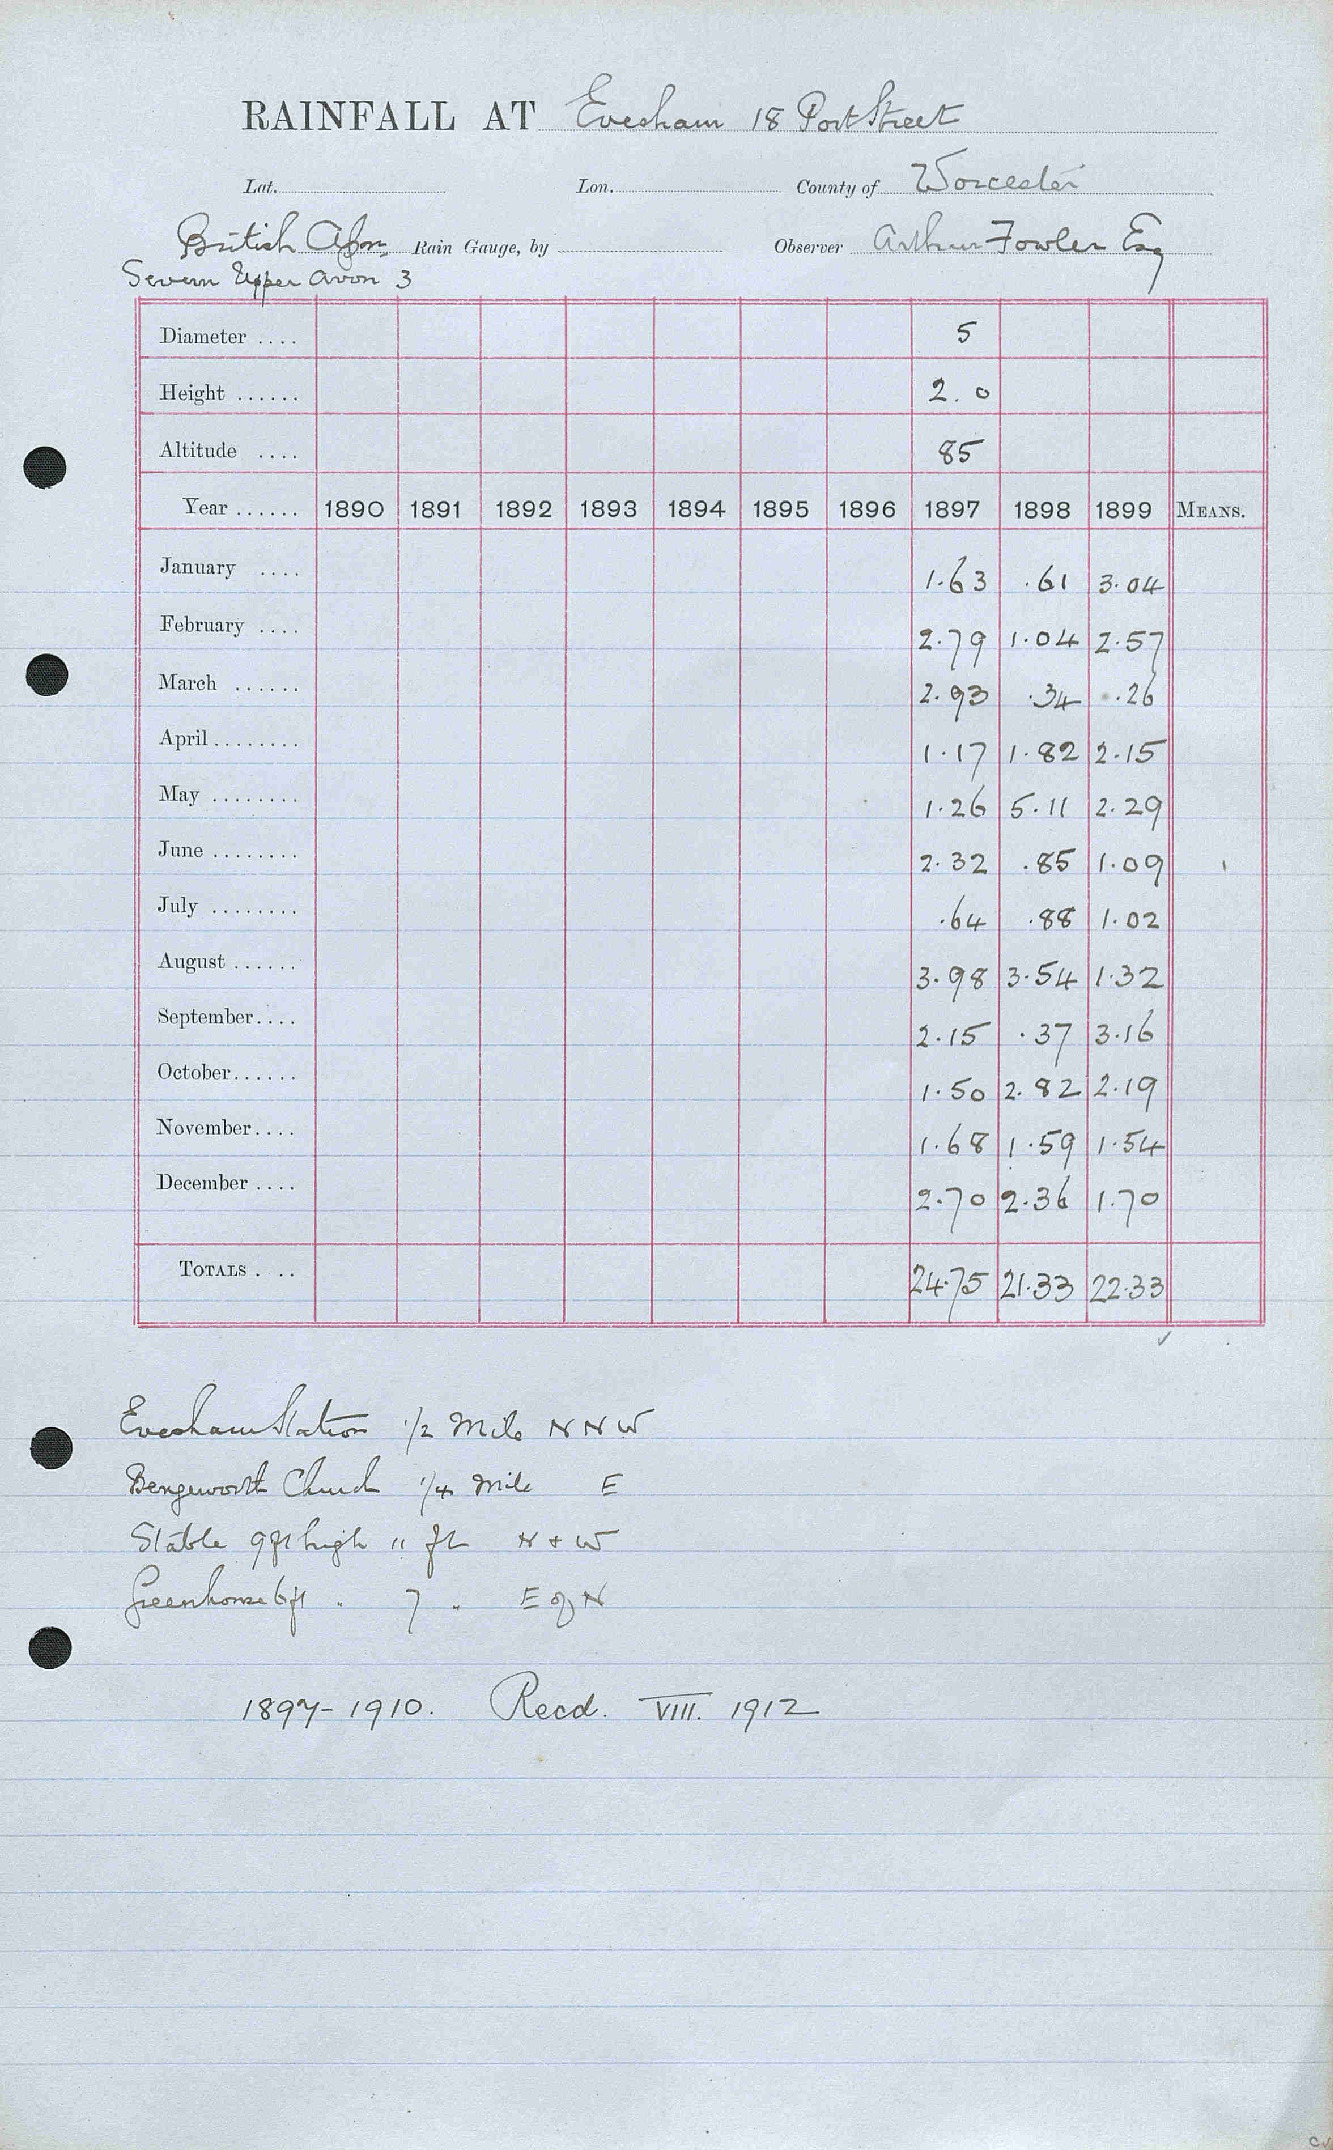 RAINFALL AT Evesham 18 Port Street
Lat. Lon. County of Worcester
British Assn. Rain Gauge, by Observer Arthur Fowler Esq
Severn Upper Avon 3
Diameter .... 5
Height ...... 2. 0
Altitude .... 85
Year ...... 1890 1891 1892 1893 1894 1895 1896 1897 1898 1899 MEANS.
January .... 1.63 .61 3.04
February .... 2.79 1.04 2.57
March ...... 2.93 .34 .26
April ........ 1.17 1.82 2.15
May ........ 1.26 5.11 2.29
June ........ 2.32 .85 1.09
July ........ .64 .88 1.02
August ...... 3.98 3.54 1.32
September.... 2.15 .37 3.16
October...... 1.50 2.82 2.19
November.... 1.68 1.59 1.54
December .... 2.70 2.36 1.70
TOTALS . .. 24.75 21.33 22.33
Evesham Station 1/2 Mile N N W
Bengeworth Church 1/4 Mile E
Stable 9 ft high 11 ft N + W
Greenhouse 6 ft " 7 " E of N
1897-1910. Recd. VIII. 1912